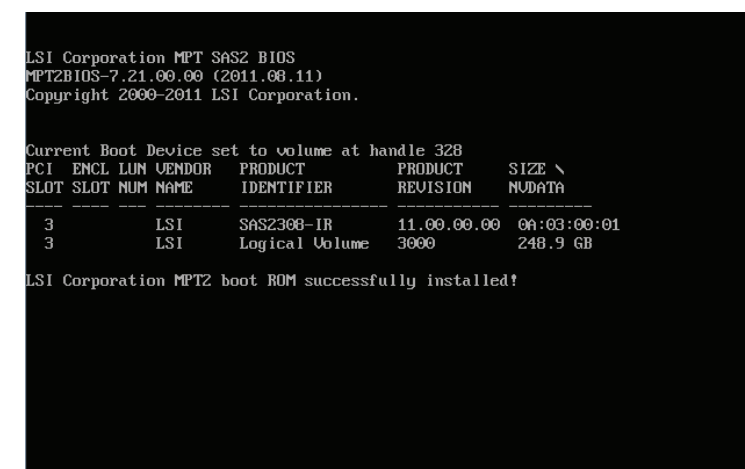 LSI Corporation MPT SAS2 BIOS
MPT2BIOS-7.21.00.00 (2011.08.11)
Copyright 2000-2011 LSI Corporation.
Current Boot Device set to volume at handle 328
PCI ENCL LUN VENDOR PRODUCT PRODUCT SIZE \
SLOT SLOT NUM NAME IDENTIFIER REVISION NVDATA
---- ---- --- -------- ---------------- ----------- ---------
3 LSI SAS2308-IR 11.00.00.00 0A:03:00:01
3 LSI Logical Volume 3000 248.9 GB
LSI Corporation MPT2 boot ROM successfully installed!